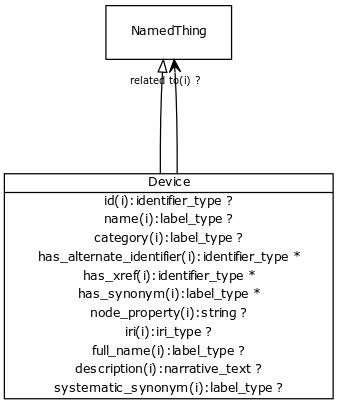 NamedThing
related to(i) ?
Device
id(i):identifier_type ?
name(i):label_type ?
category(i):label_type ?
has_alternate_identifier(i):identifier_type *
has_xref(i):identifier_type *
has_synonym(i):label_type *
node_property(i):string ?
iri(i):iri_type ?
full_name(i):label_type ?
description(i):narrative_text ?
systematic_synonym(i):label_type ?